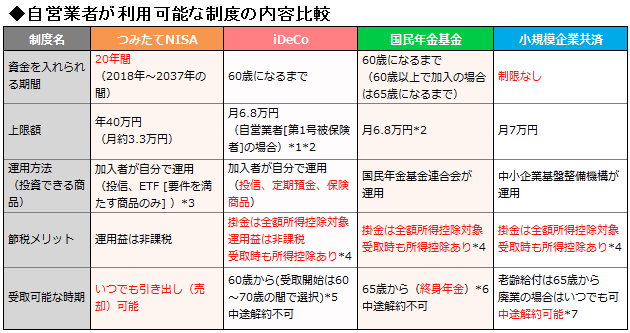 ◆自営業者が利用可能な制度の内容比較
制度名
つみたてNISA
iDeCo
国民年金基金
小規模企業共済
資金を入れられ
る期間
20年間
（2018年～2037年の
間）
60歳になるまで
60歳になるまで
（60歳以上で加入の場合
は65歳になるまで）
制限なし
上限額
年40万円
（月約3.3万円）
月6.8万円
（自営業者[第1号被保険
者]の場合）*1*2
月6.8万円*2
月7万円
運用方法
（投資できる商
品）
加入者が自分で運用
（投信、ETF [要件を満
たす商品のみ] ）*3
加入者が自分で運用
（投信、定期預金、保険
商品）
国民年金基金連合会が
運用
中小企業基盤整備機構が
運用
節税メリット
運用益は非課税
掛金は全額所得控除対象
運用益は非課税
受取時も所得控除あり*4
掛金は全額所得控除対象
受取時も所得控除あり*4
掛金は全額所得控除対象
受取時も所得控除あり*4
受取可能な時期
いつでも引き出し（売
却）可能
60歳から(受取開始は60
～70歳の間で選択)*5
中途解約不可
65歳から（終身年金）*6
中途解約不可
老齢給付は65歳から
廃業の場合はいつでも可
中途解約可能*7